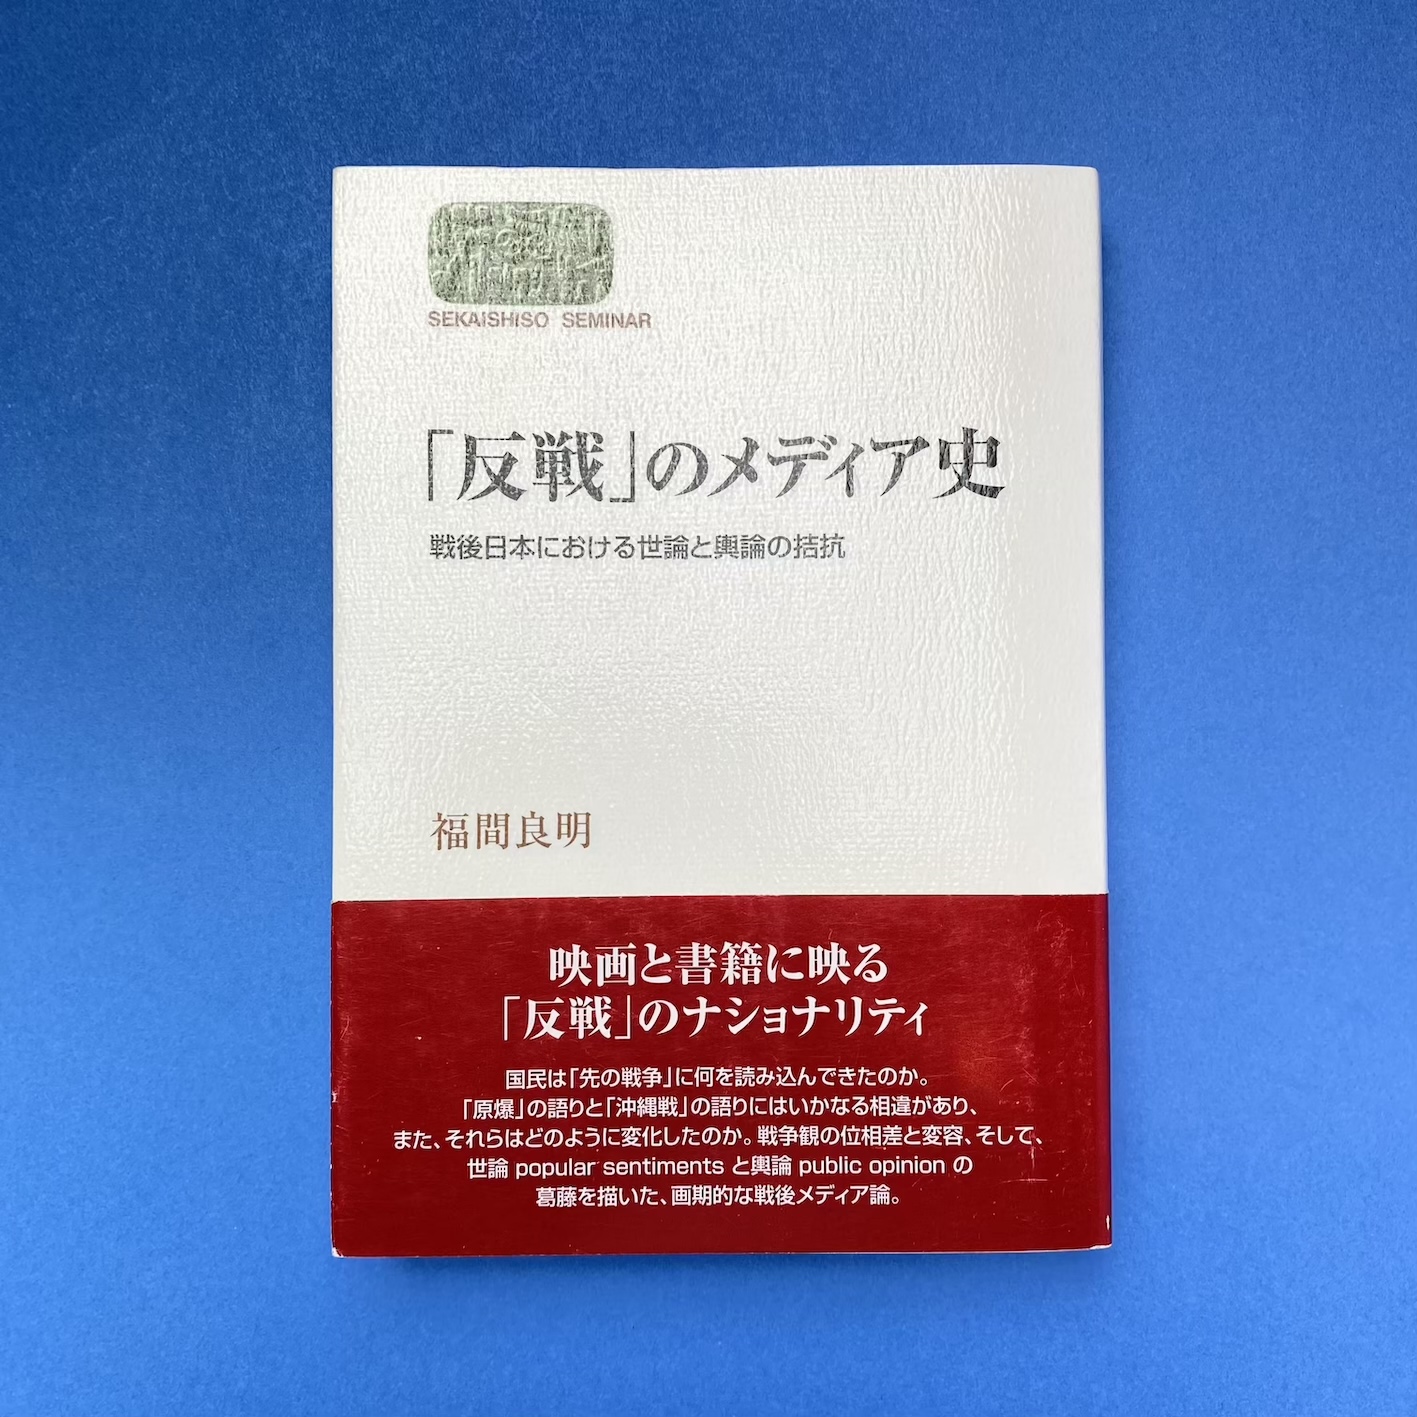 SEKAISHISO SEMINAR
「反戦」のメディア史
戦後日本における世論と輿論の拮抗
福間良明
映画と書籍に映る
「反戦」のナショナリティ
国民は「先の戦争」に何を読み込んできたのか。
「原爆」の語りと「沖縄戦」の語りにはいかなる相違があり、
また、それらはどのように変化したのか。戦争観の位相差と変容、そして、
世論 popular sentiments と輿論 public opinion の
葛藤を描いた、画期的な戦後メディア論。